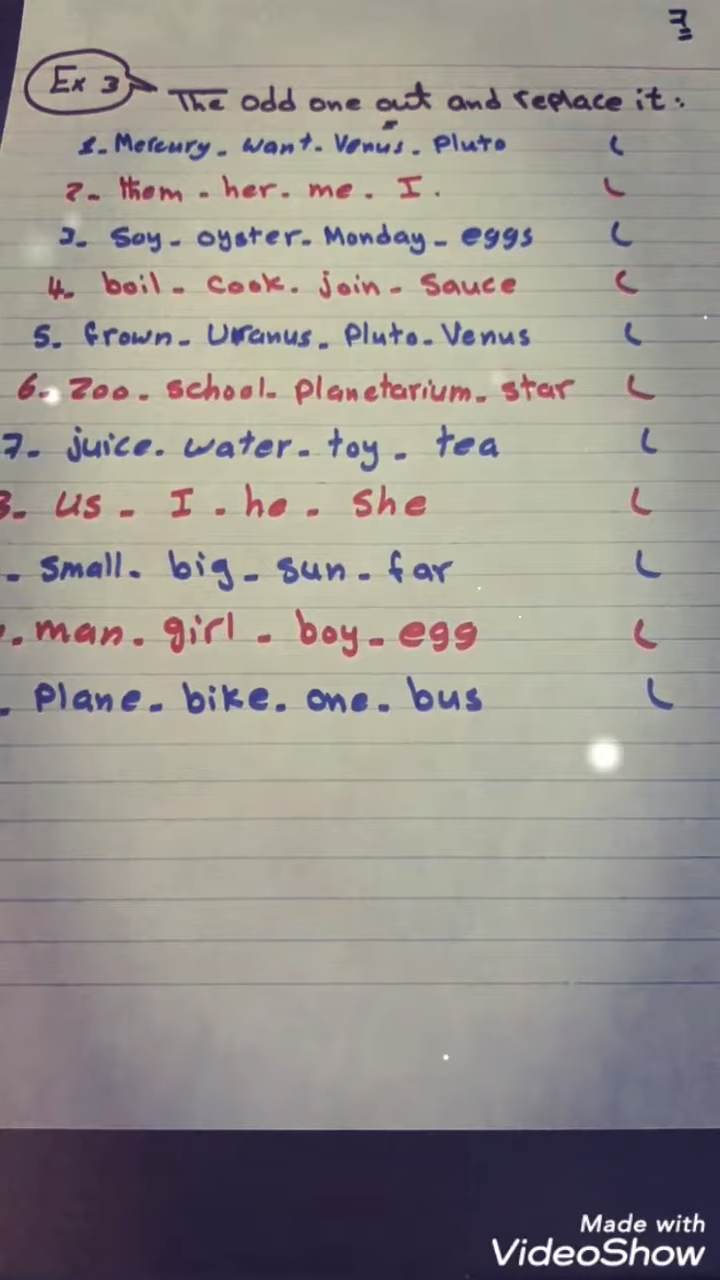 3
Ex 3 The odd one out and replace it:
1- Mercury - want - Venus - Pluto (
2- them - her - me - I. (
3- Soy - oyster - Monday - eggs (
4- boil - cook - join - Sauce (
5. Grown - Uranus - Pluto - Venus (
6. Zoo - school - planetarium - star (
7- juice - water - toy - tea (
8- us - I - he - She (
- Small - big - sun - far (
. man - girl - boy - egg (
. plane - bike - one - bus (
Made with
VideoShow